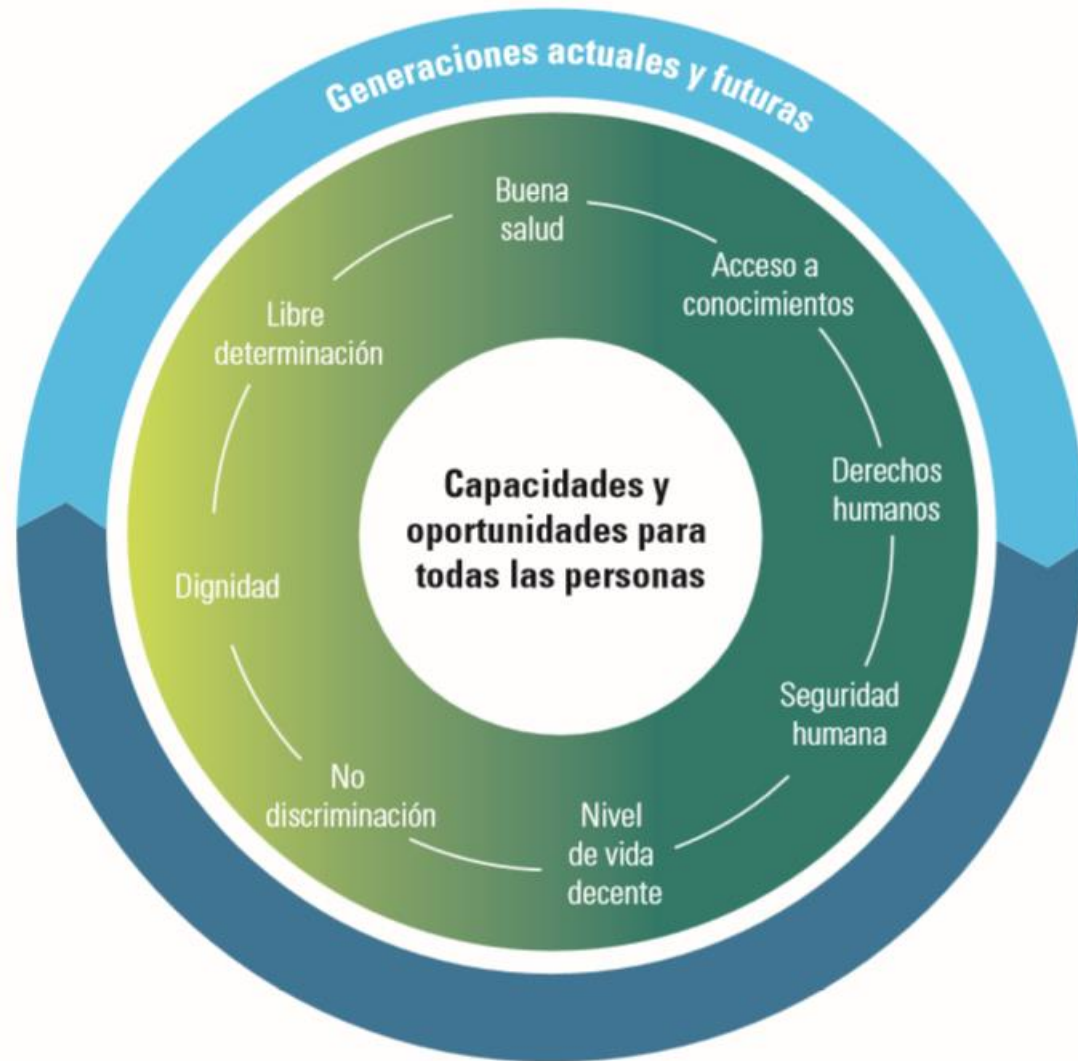 Generaciones actuales y futuras
Buena
salud
Acceso a
conocimientos
Derechos
humanos
Seguridad
humana
Nivel
de vida
decente
No
discriminación
Dignidad
Libre
determinación
Capacidades y
oportunidades para
todas las personas